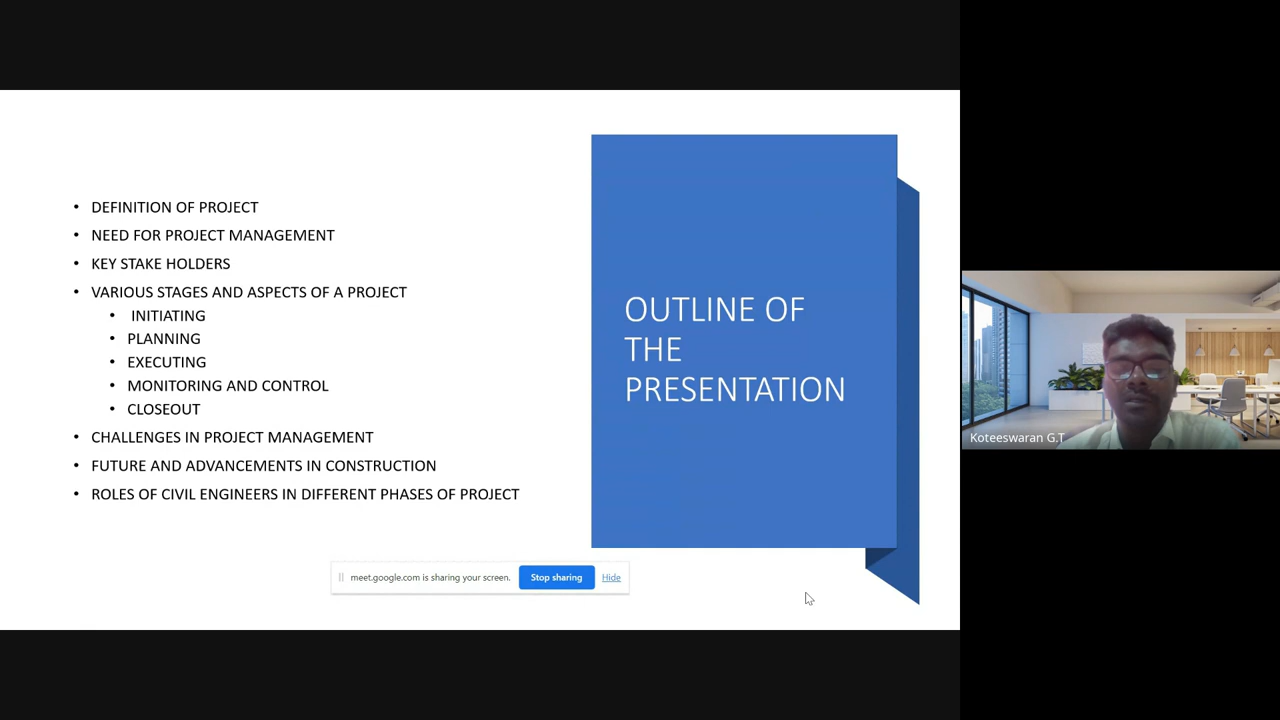 • DEFINITION OF PROJECT
• NEED FOR PROJECT MANAGEMENT
• KEY STAKE HOLDERS
• VARIOUS STAGES AND ASPECTS OF A PROJECT
• INITIATING
• PLANNING
• EXECUTING
• MONITORING AND CONTROL
• CLOSEOUT
• CHALLENGES IN PROJECT MANAGEMENT
• FUTURE AND ADVANCEMENTS IN CONSTRUCTION
• ROLES OF CIVIL ENGINEERS IN DIFFERENT PHASES OF PROJECT
OUTLINE OF
THE
PRESENTATION
meet.google.com is sharing your screen. Stop sharing Hide
Koteeswaran G.T